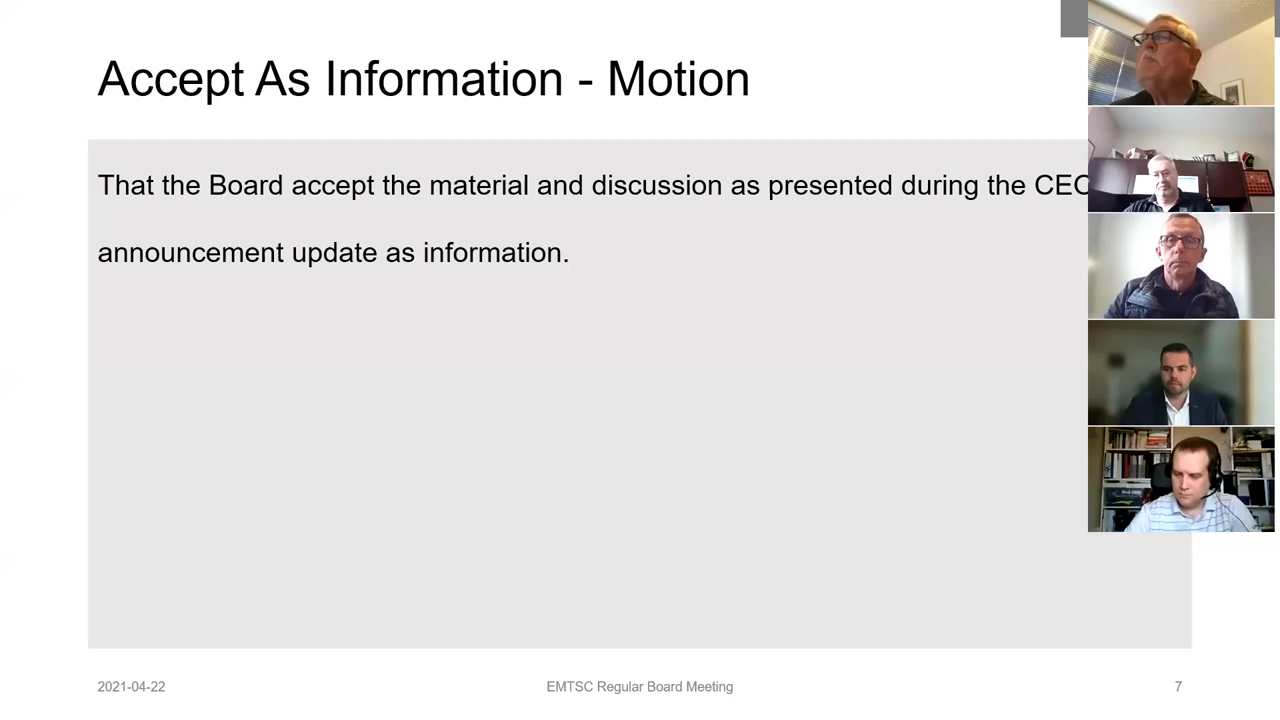 Accept As Information - Motion
That the Board accept the material and discussion as presented during the CEO
announcement update as information.
2021-04-22
EMTSC Regular Board Meeting
7